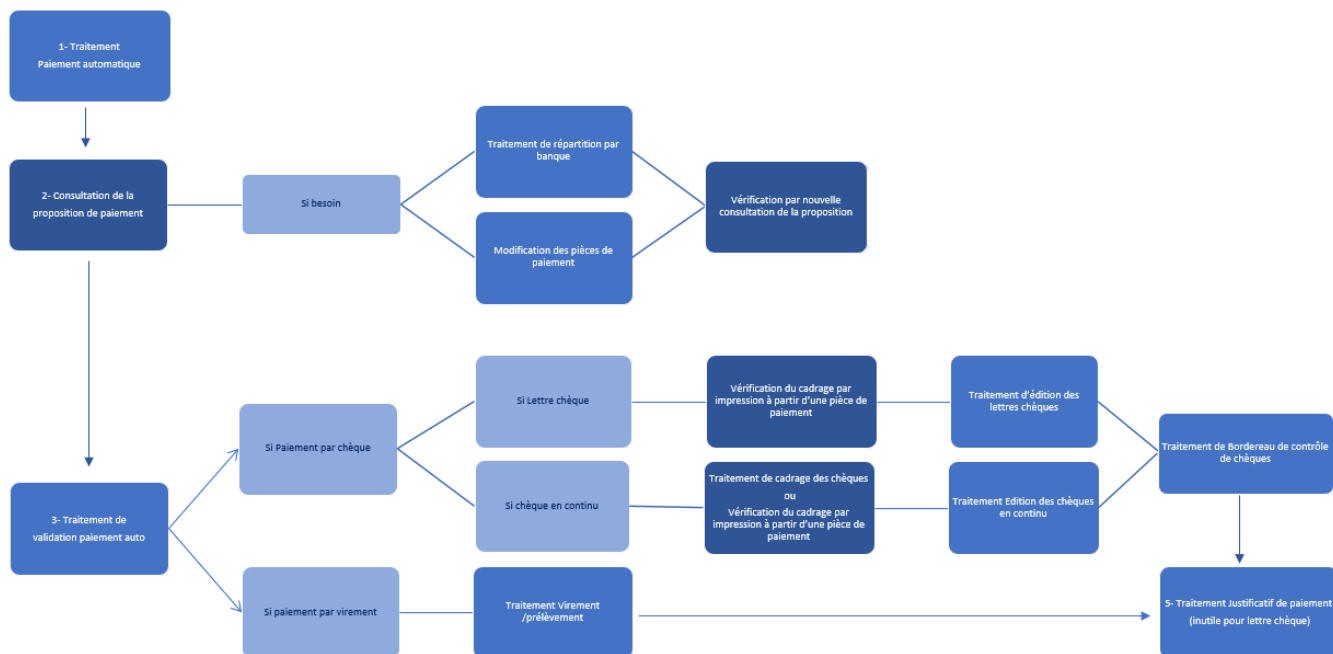 1- Traitement
Paiement automatique
2- Consultation de la
proposition de paiement
Si besoin
Traitement de répartition par
banque
Modification des pièces de
paiement
Vérification par nouvelle
consultation de la proposition
3- Traitement de
validation paiement auto
Si Paiement par chèque
Si Lettre chèque
Vérification du cadrage par
impression à partir d'une pièce de
paiement
Traitement d'édition des
lettres chèques
Si chèque en continu
Traitement de cadrage des chèques
ou
Vérification du cadrage par
impression à partir d'une pièce de
paiement
Traitement Edition des chèques
en continu
Traitement de Bordereau de contrôle
de chèques
Si paiement par virement
Traitement Virement
/prélèvement
5- Traitement Justificatif de paiement
(inutile pour lettre chèque)